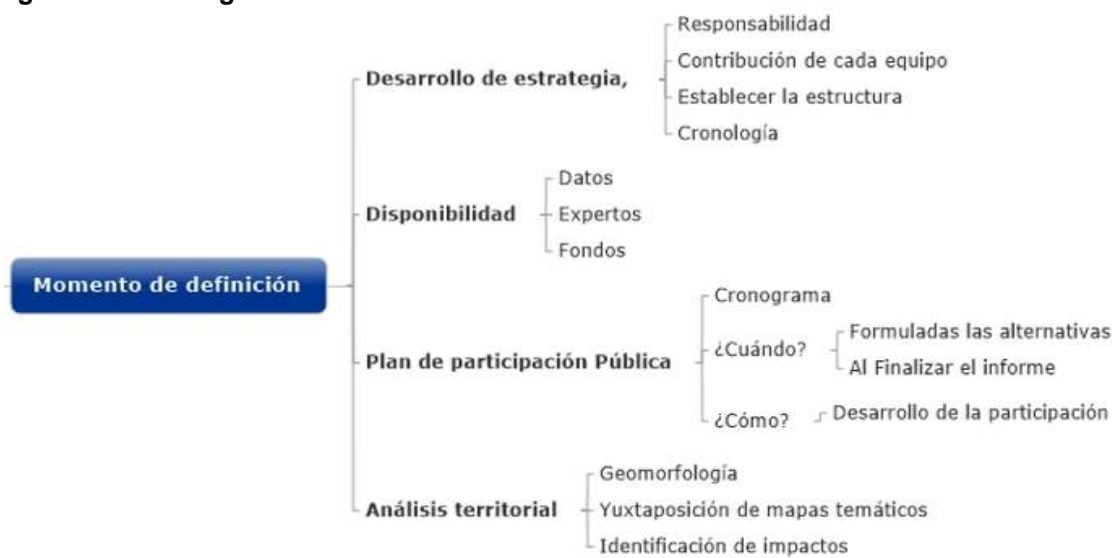 Momento de definición
Desarrollo de estrategia,
Responsabilidad
Contribución de cada equipo
Establecer la estructura
Cronología
Disponibilidad
Datos
Expertos
Fondos
Plan de participación Pública
Cronograma
¿Cuándo?
Formuladas las alternativas
Al Finalizar el informe
¿Cómo?
Desarrollo de la participación
Análisis territorial
Geomorfología
Yuxtaposición de mapas temáticos
Identificación de impactos